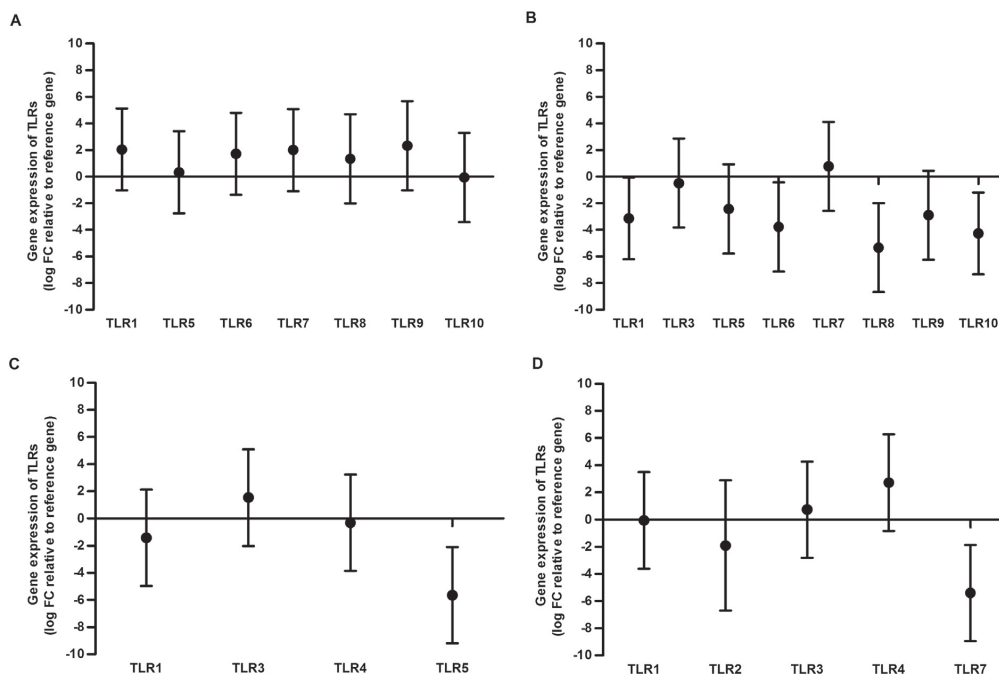 A
Gene expression of TLRs
(log FC relative to reference gene)
10
8
6
4
2
0
-2
-4
-6
-8
-10
TLR1 TLR5 TLR6 TLR7 TLR8 TLR9 TLR10
B
Gene expression of TLRs
(log FC relative to reference gene)
10
8
6
4
2
0
-2
-4
-6
-8
-10
TLR1 TLR3 TLR5 TLR6 TLR7 TLR8 TLR9 TLR10
C
Gene expression of TLRs
(log FC relative to reference gene)
10
8
6
4
2
0
-2
-4
-6
-8
-10
TLR1 TLR3 TLR4 TLR5
D
Gene expression of TLRs
(log FC relative to reference gene)
10
8
6
4
2
0
-2
-4
-6
-8
-10
TLR1 TLR2 TLR3 TLR4 TLR7